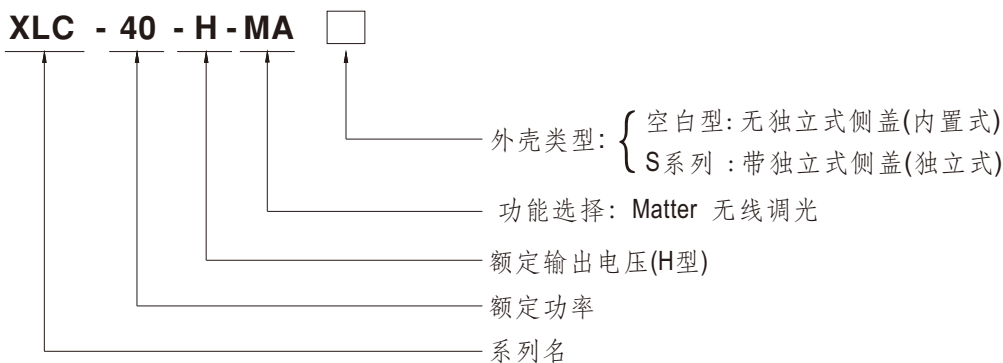 XLC - 40 - H - MA
空白型: 无独立式侧盖(内置式)
外壳类型:
S系列 : 带独立式侧盖(独立式)
功能选择: Matter 无线调光
额定输出电压(H型)
额定功率
系列名